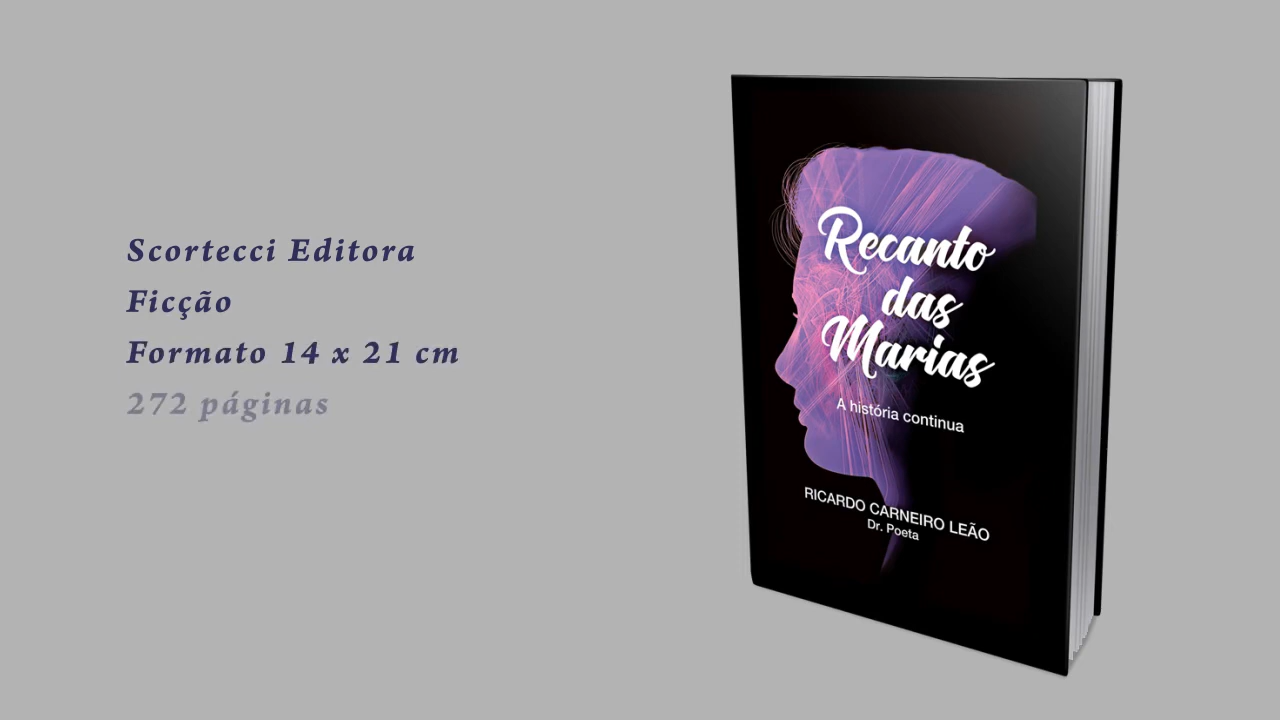 Scortecci Editora
Ficção
Formato 14 x 21 cm
272 páginas
Recanto
das
Marias
A história continua
RICARDO CARNEIRO LEÃO
Dr. Poeta